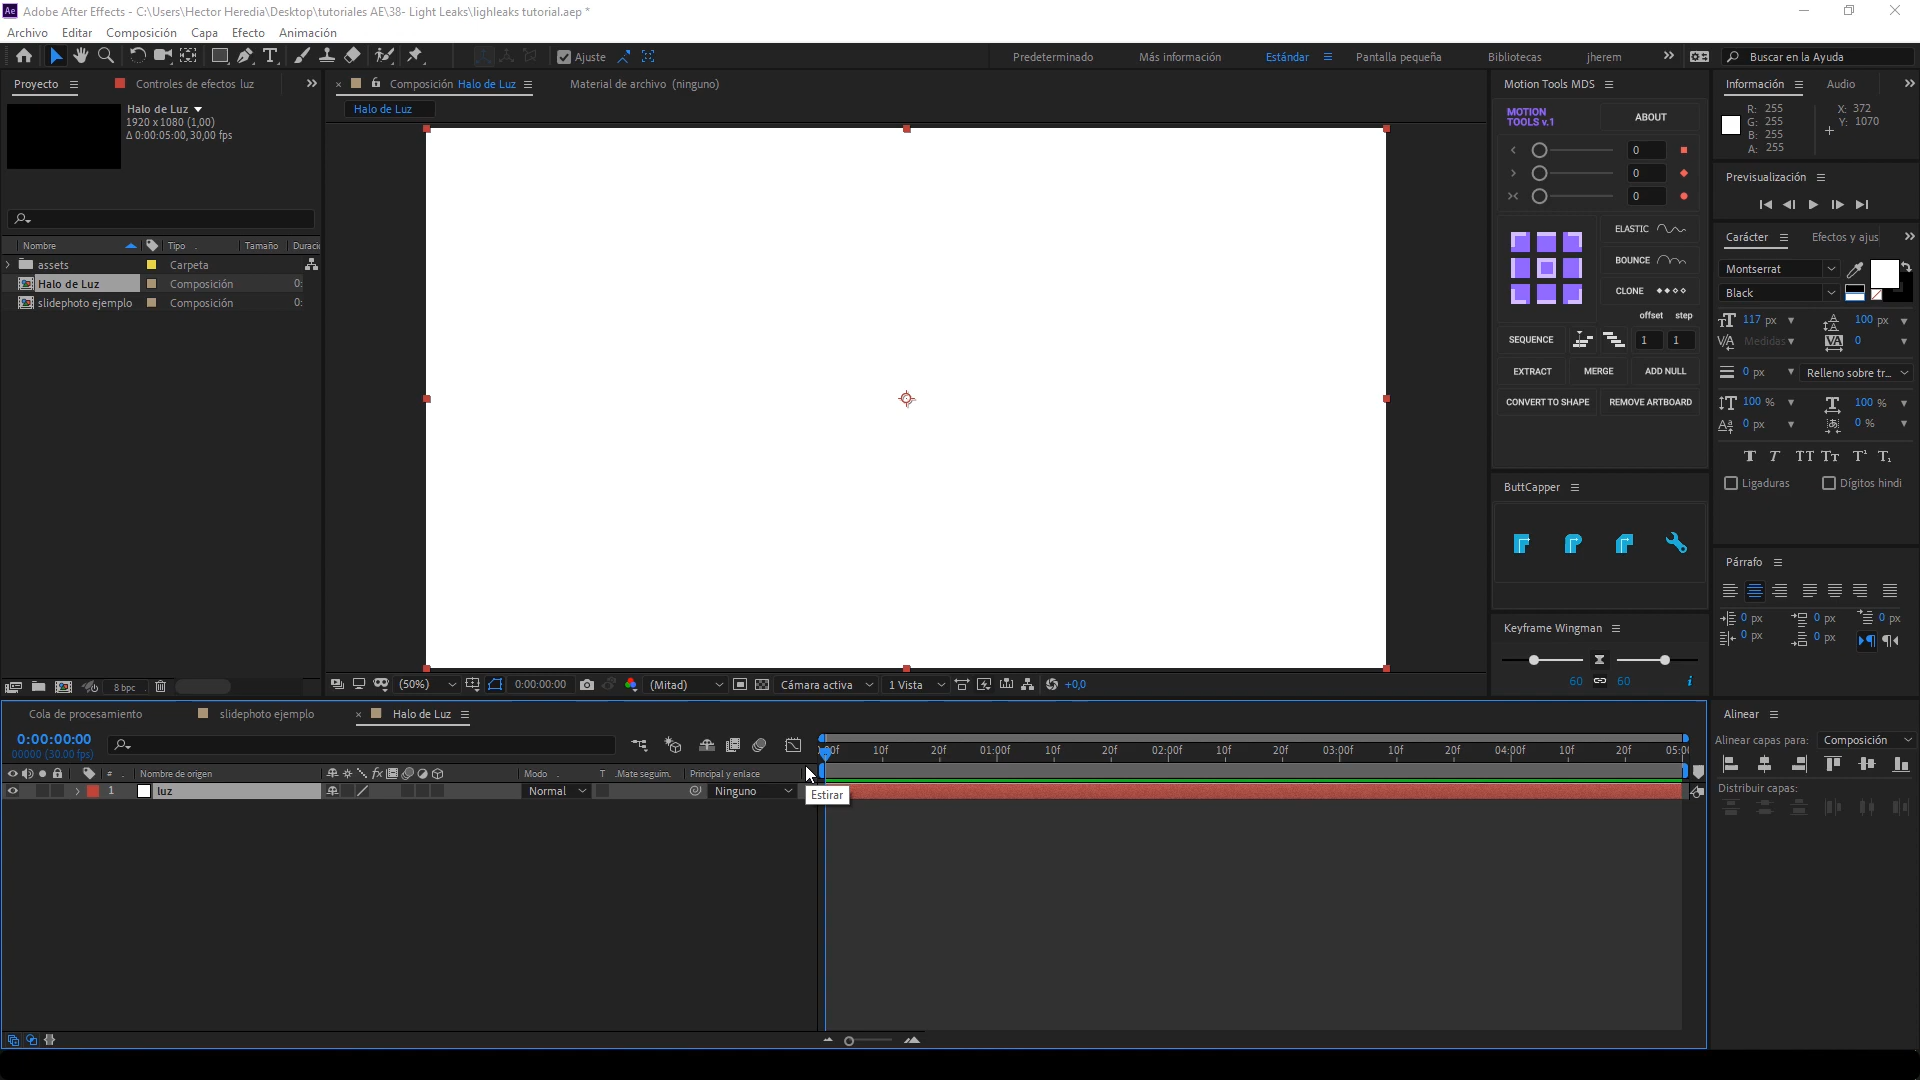 Adobe After Effects - C:\Users\Hector Heredia\Desktop\tutoriales AE\38- Light Leaks\lighleaks tutorial.aep *
Archivo Editar Composición Capa Efecto Animación
Ajuste
Predeterminado Más información Estándar Pantalla pequeña Bibliotecas jherem
Buscar en la Ayuda
Proyecto Controles de efectos luz
Halo de Luz
1920 x 1080 (1,00)
Δ 0:00:05:00, 30,00 fps
Nombre Tipo Tamaño Duraci
assets Carpeta
Halo de Luz Composición 0:
slidephoto ejemplo Composición 0:
8 bpc
Composición Halo de Luz Material de archivo (ninguno)
Halo de Luz
(50%) 0:00:00:00 (Mitad) Cámara activa 1 Vista +0,0
Motion Tools MDS
MOTION
TOOLS v.1
ABOUT
0
0
0
ELASTIC
BOUNCE
CLONE
offset step
SEQUENCE 1 1
EXTRACT MERGE ADD NULL
CONVERT TO SHAPE REMOVE ARTBOARD
ButtCapper
Keyframe Wingman
60 60
Información Audio
R: 255 X: 372
G: 255 Y: 1070
B: 255
A: 255
Previsualización
Carácter Efectos y ajus
Montserrat
Black
117 px 100 px
Medidas 0
0 px Relleno sobre tr...
100 % 100 %
0 px 0 %
Ligaduras Dígitos hindi
Párrafo
0 px 0 px 0 px
0 px 0 px
Cola de procesamiento slidephoto ejemplo Halo de Luz
0:00:00:00
00000 (30.00 fps)
10f 20f 01:00f 10f 20f 02:00f 10f 20f 03:00f 10f 20f 04:00f 10f 20f 05:0
# Nombre de origen Modo T .Mate seguim. Principal y enlace
1 luz Normal Ninguno
Estirar
Alinear
Alinear capas para: Composición
Distribuir capas: